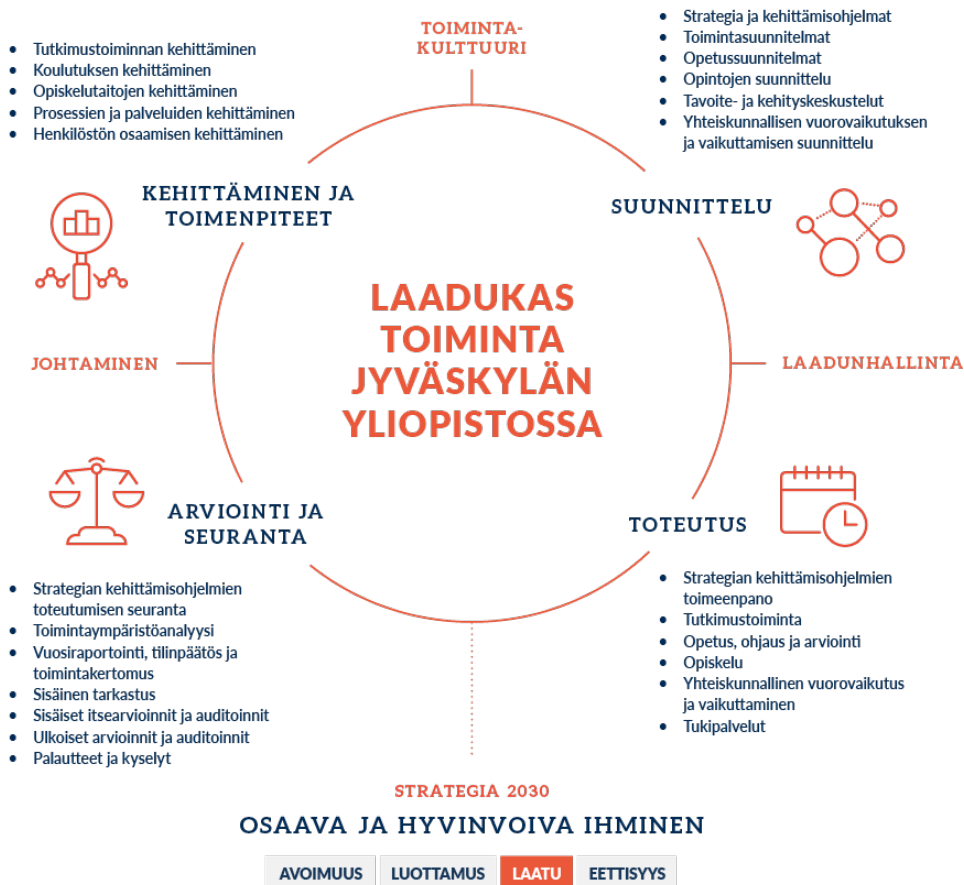 TOIMINTA-
KULTTUURI
• Tutkimustoiminnan kehittäminen
• Koulutuksen kehittäminen
• Opiskelutaitojen kehittäminen
• Prosessien ja palveluiden kehittäminen
• Henkilöstön osaamisen kehittäminen
• Strategia ja kehittämisohjelmat
• Toimintasuunnitelmat
• Opetussuunnitelmat
• Opintojen suunnittelu
• Tavoite- ja kehityskeskustelut
• Yhteiskunnallisen vuorovaikutuksen
ja vaikuttamisen suunnittelu
KEHITTÄMINEN JA
TOIMENPITEET
SUUNNITTELU
LAADUKAS
TOIMINTA
JYVÄSKYLÄN
YLIOPISTOSSA
JOHTAMINEN
LAADUNHALLINTA
ARVIOINTI JA
SEURANTA
TOTEUTUS
• Strategian kehittämisohjelmien
toteutumisen seuranta
• Toimintaympäristöanalyysi
• Vuosiraportointi, tilinpäätös ja
toimintakertomus
• Sisäinen tarkastus
• Sisäiset itsearvioinnit ja auditoinnit
• Ulkoiset arvioinnit ja auditoinnit
• Palautteet ja kyselyt
• Strategian kehittämisohjelmien
toimeenpano
• Tutkimustoiminta
• Opetus, ohjaus ja arviointi
• Opiskelu
• Yhteiskunnallinen vuorovaikutus
ja vaikuttaminen
• Tukipalvelut
STRATEGIA 2030
OSAAVA JA HYVINVOIVA IHMINEN
AVOIMUUS LUOTTAMUS LAATU EETTISYYS